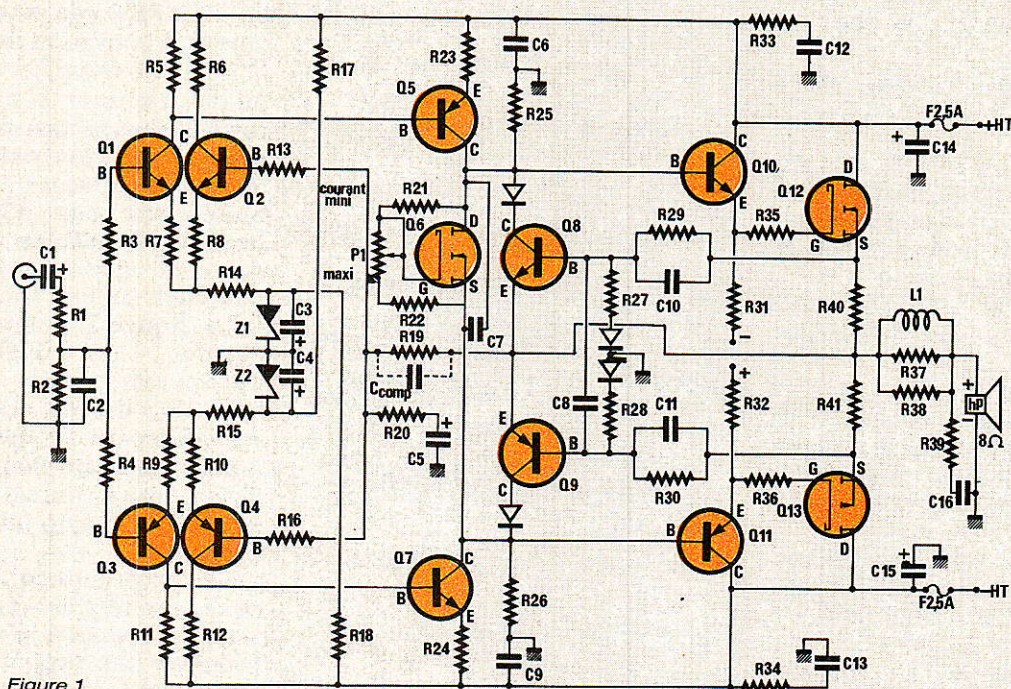 R5
R6
R17
R23
C6
R33
C12
Q5
E
R25
B
C
F2,5A
+HT
C14
+
Q1
B
C
E
Q2
B
R13
courant
mini
R21
Q6
D
S
G
P1
maxi
R22
Q10
B
C
E
Q12
D
G
S
R35
R3
R7
R8
C1
+
R1
R14
Z1
C3
+
C4
+
Z2
R19
Ccomp
C7
Q8
C
B
E
R29
C10
R27
R31
-
R40
L1
R37
R38
+
hp
-
8Ω
R2
C2
R15
R20
+
C5
C8
R28
C11
+
R32
R41
R39
C16
R4
R9
R10
E
B
C
Q3
E
Q4
C
B
R16
Q9
E
B
C
R30
R36
G
S
Q13
D
Q7
B
C
E
Q11
B
E
C
C15
+
F2,5A
-HT
R11
R12
R18
R24
R26
C9
R34
C13
Figure 1